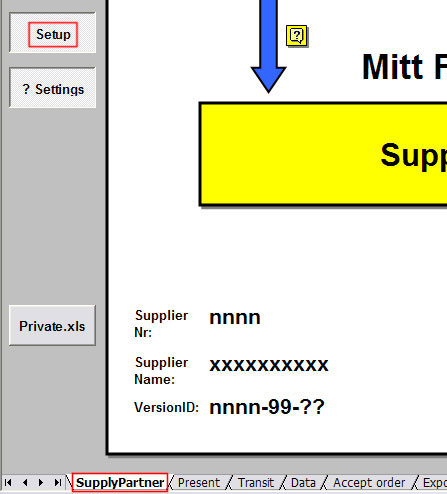 Setup
?
Mitt F
? Settings
Supp
Private.xls
Supplier
Nr:
nnnn
Supplier
Name:
xxxxxxxxxx
VersionID:
nnnn-99-??
SupplyPartner / Present / Transit / Data / Accept order / Expo